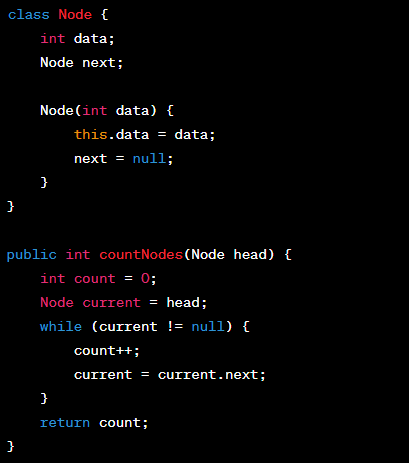 class Node {
    int data;
    Node next;

    Node(int data) {
        this.data = data;
        next = null;
    }
}

public int countNodes(Node head) {
    int count = 0;
    Node current = head;
    while (current != null) {
        count++;
        current = current.next;
    }
    return count;
}